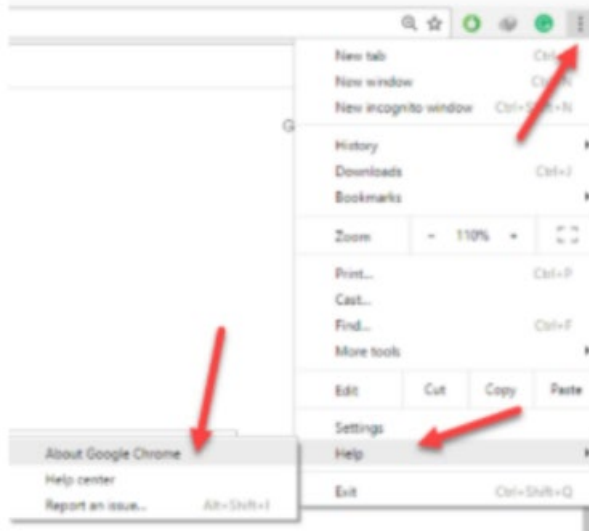 New tab
New window
New incognito window
G
History
Downloads Ctrl+J
Bookmarks
Zoom - 110% +
Print... Ctrl+P
Cast...
Find... Ctrl+F
More tools
Edit Cut Copy Paste
Settings
About Google Chrome
Help
Help center
Exit Ctrl+Shift+Q
Report an issue... Alt+Shift+I